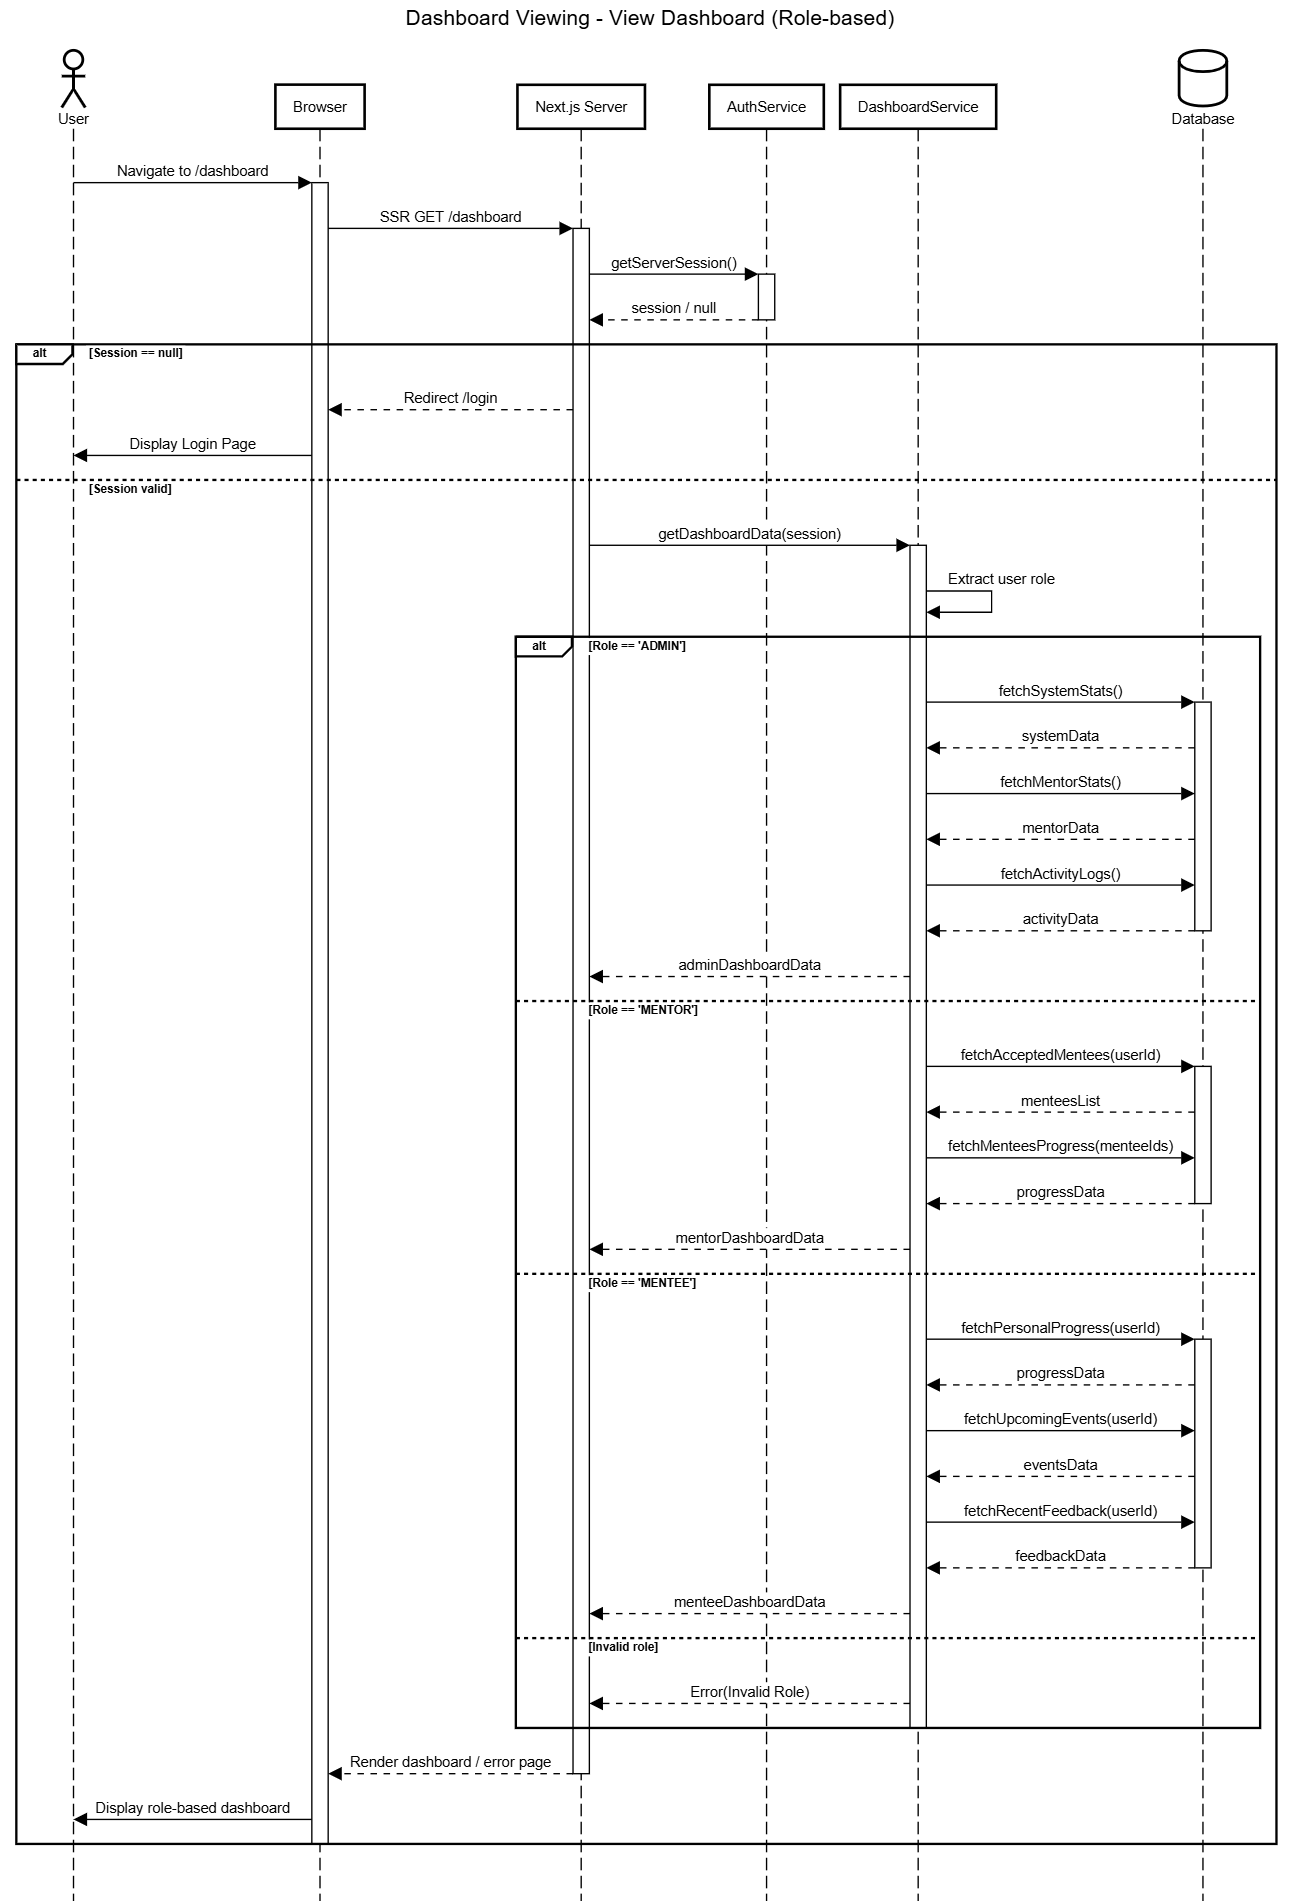 Dashboard Viewing - View Dashboard (Role-based)
User
Browser
Next.js Server
AuthService
DashboardService
Database
Navigate to /dashboard
SSR GET /dashboard
getServerSession()
session / null
alt
[Session == null]
Redirect /login
Display Login Page
[Session valid]
getDashboardData(session)
Extract user role
alt
[Role == 'ADMIN']
fetchSystemStats()
systemData
fetchMentorStats()
mentorData
fetchActivityLogs()
activityData
adminDashboardData
[Role == 'MENTOR']
fetchAcceptedMentees(userId)
menteesList
fetchMenteesProgress(menteeIds)
progressData
mentorDashboardData
[Role == 'MENTEE']
fetchPersonalProgress(userId)
progressData
fetchUpcomingEvents(userId)
eventsData
fetchRecentFeedback(userId)
feedbackData
menteeDashboardData
[Invalid role]
Error(Invalid Role)
Render dashboard / error page
Display role-based dashboard